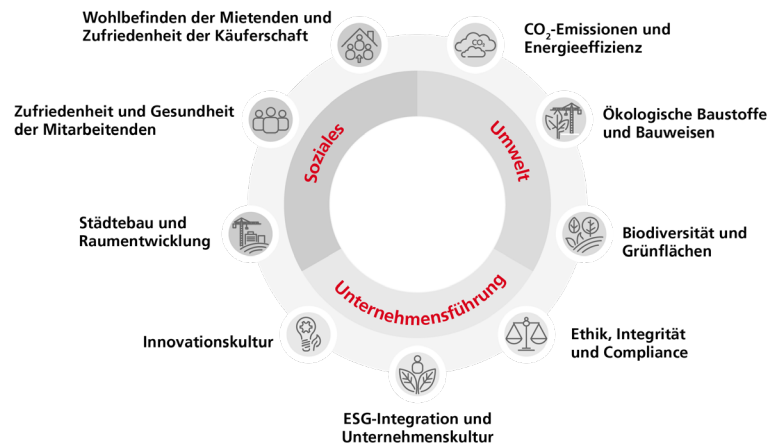 Wohlbefinden der Mietenden und
Zufriedenheit der Käuferschaft
CO₂-Emissionen und
Energieeffizienz
CO₂
Zufriedenheit und Gesundheit
der Mitarbeitenden
Ökologische Baustoffe
und Bauweisen
Soziales
Umwelt
Städtebau und
Raumentwicklung
Biodiversität und
Grünflächen
Unternehmensführung
Innovationskultur
Ethik, Integrität
und Compliance
ESG-Integration und
Unternehmenskultur